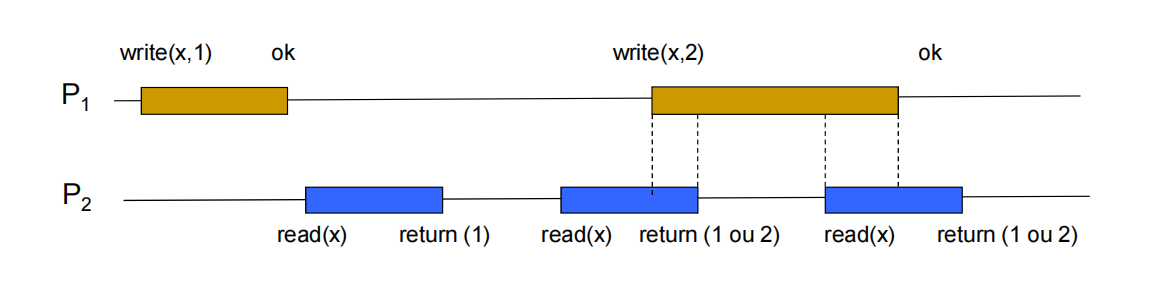 write(x,1) ok write(x,2) ok
P1
P2
read(x) return (1) read(x) return (1 ou 2) read(x) return (1 ou 2)